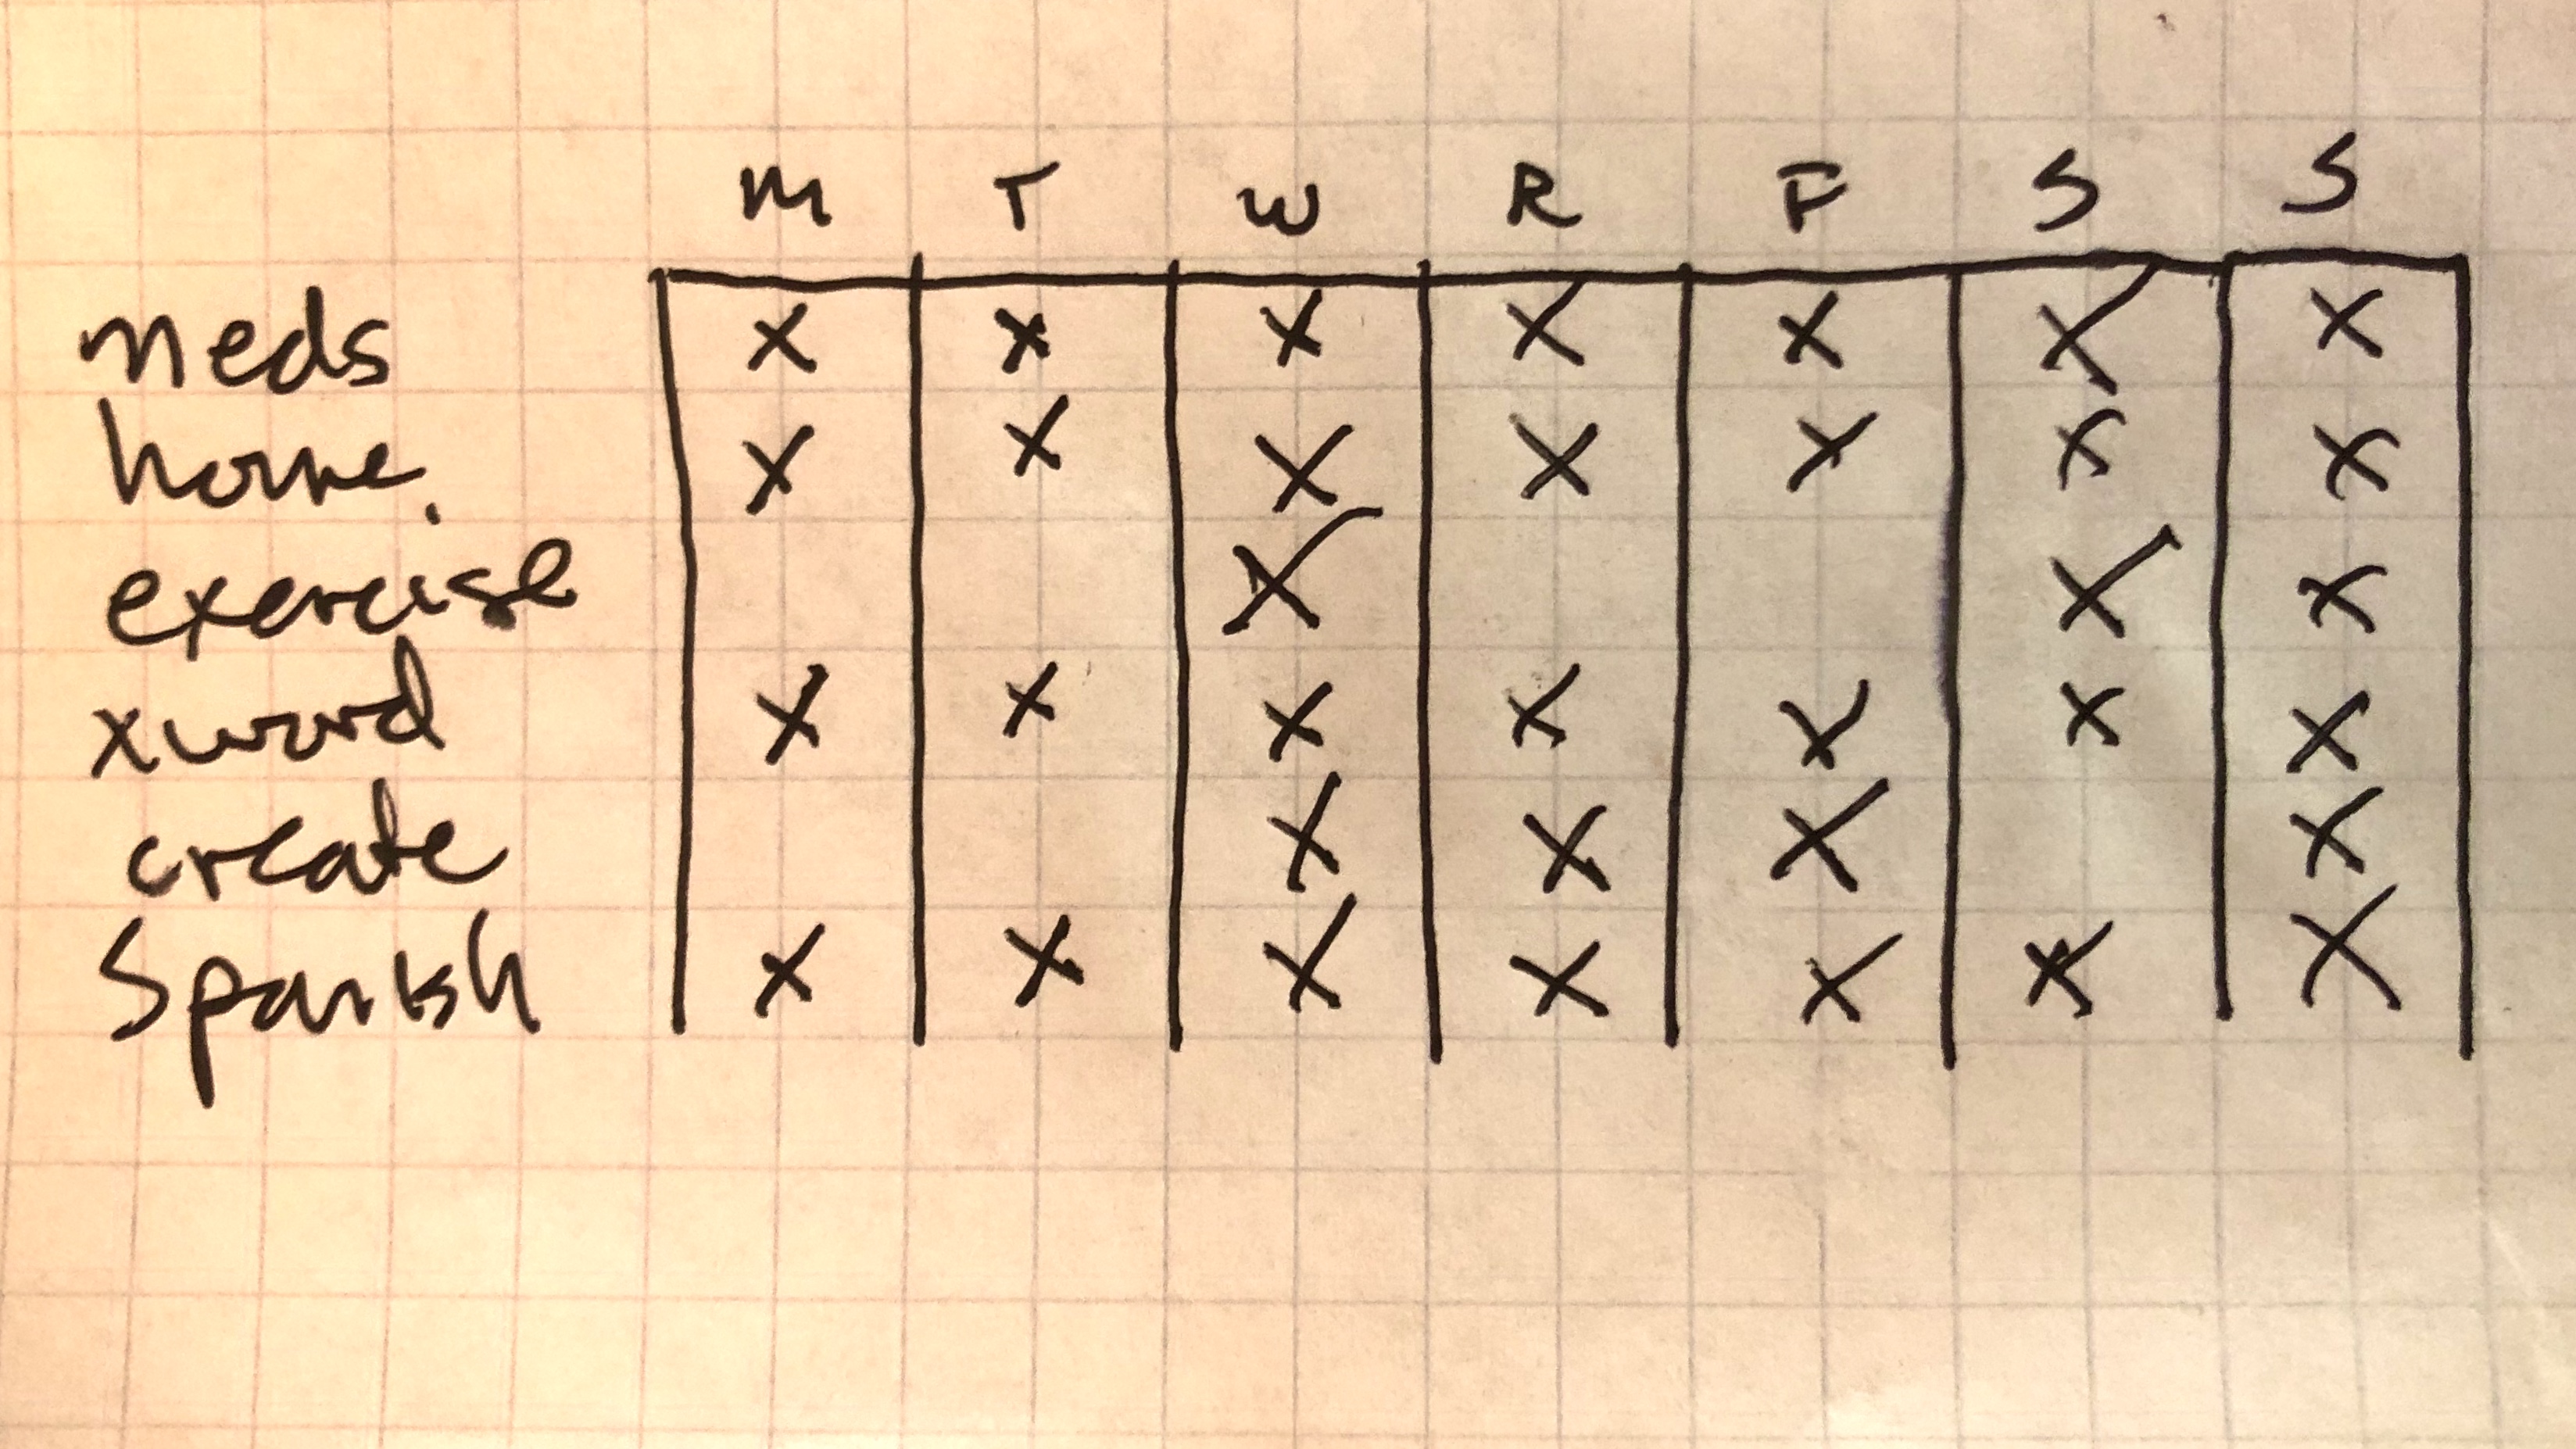 M T W R F S S
meds X X X X X X X
home. X X X X X X X
exercise X X X
xword X X X X X X X
create X X X X
Spanish X X X X X X X